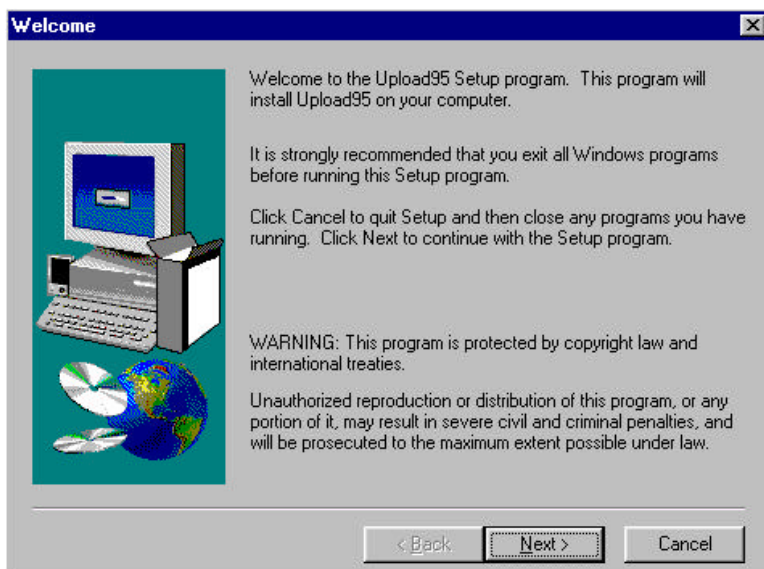 Welcome
Welcome to the Upload95 Setup program. This program will
install Upload95 on your computer.
It is strongly recommended that you exit all Windows programs
before running this Setup program.
Click Cancel to quit Setup and then close any programs you have
running. Click Next to continue with the Setup program.
WARNING: This program is protected by copyright law and
international treaties.
Unauthorized reproduction or distribution of this program, or any
portion of it, may result in severe civil and criminal penalties, and
will be prosecuted to the maximum extent possible under law.
< Back Next > Cancel